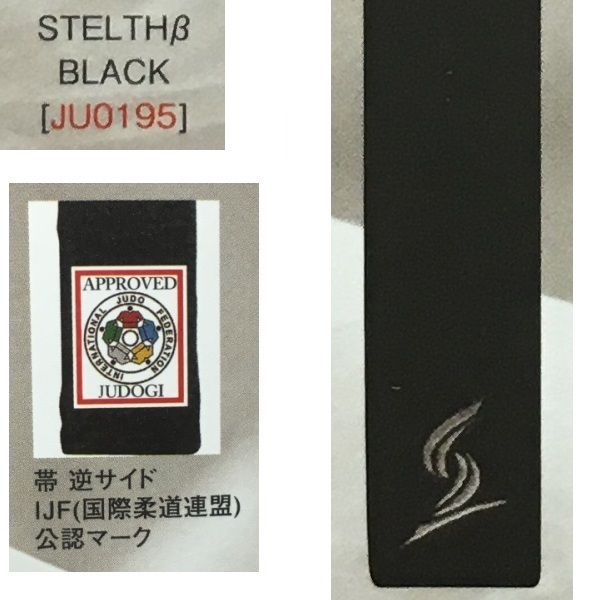 STELTHβ
BLACK
[JU0195]
APPROVED
INTERNATIONAL JUDO FEDERATION
JUDOGI
帯 逆サイド
IJF(国際柔道連盟)
公認マーク